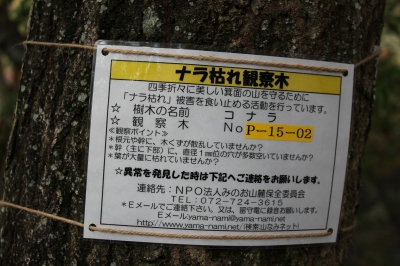 ナラ枯れ観察木
四季折々に美しい箕面の山を守るために
「ナラ枯れ」被害を食い止める活動を行っています。
☆ 樹木の名前 コナラ
☆ 観察木 No P-15-02
≪観察ポイント≫
*根元や幹に、木くずが散乱していませんか?
*幹(主に下部)に、直径1mm位の穴が多数空いていませんか?
*葉が大量に枯れていませんか?
☆異常を発見した時は下記へご連絡をお願いします。
連絡先:NPO法人みのお山麓保全委員会
TEL:072-724-3615
*Eメールでご連絡下さい。又は、留守電に録音お願いします。
Eメール:yama-nami@yama-nami.net
http://www.yama-nami.net/(検索山なみネット)